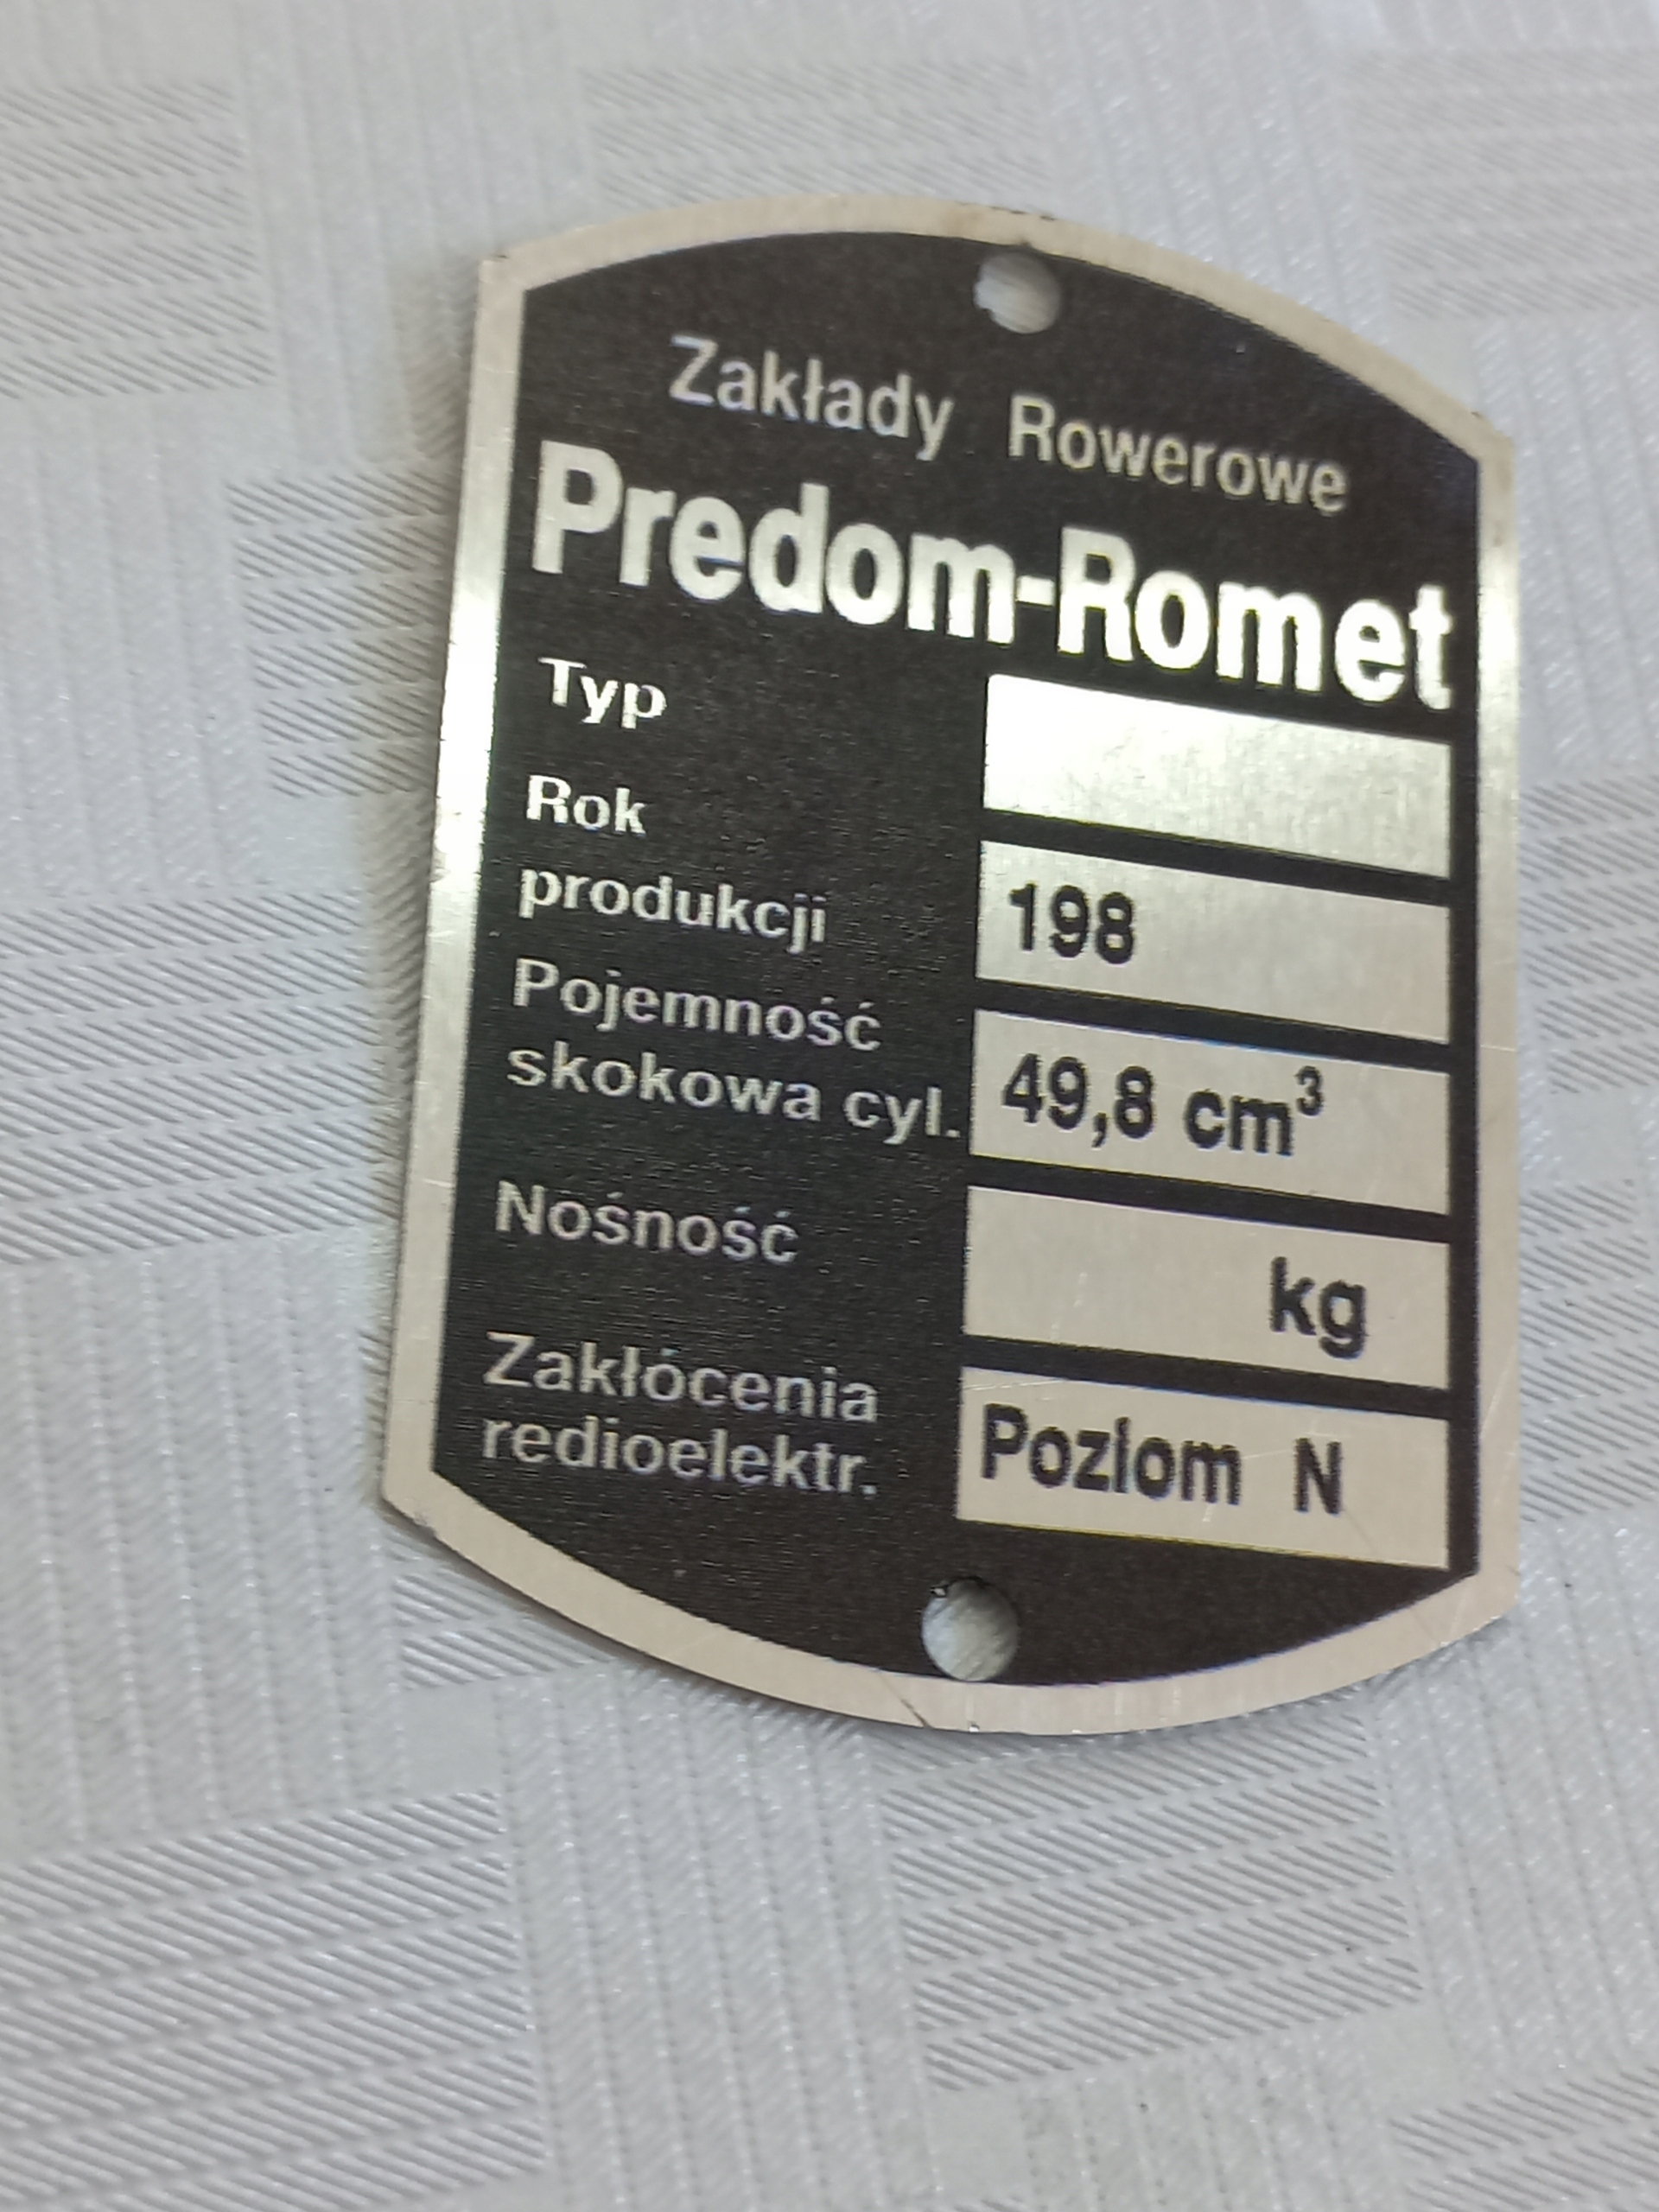 Zakłady Rowerowe
Predom-Romet
Typ
Rok
produkcji 198
Pojemność
skokowa cyl. 49,8 cm³
Nośność kg
Zakłócenia
redioelektr. Poziom N